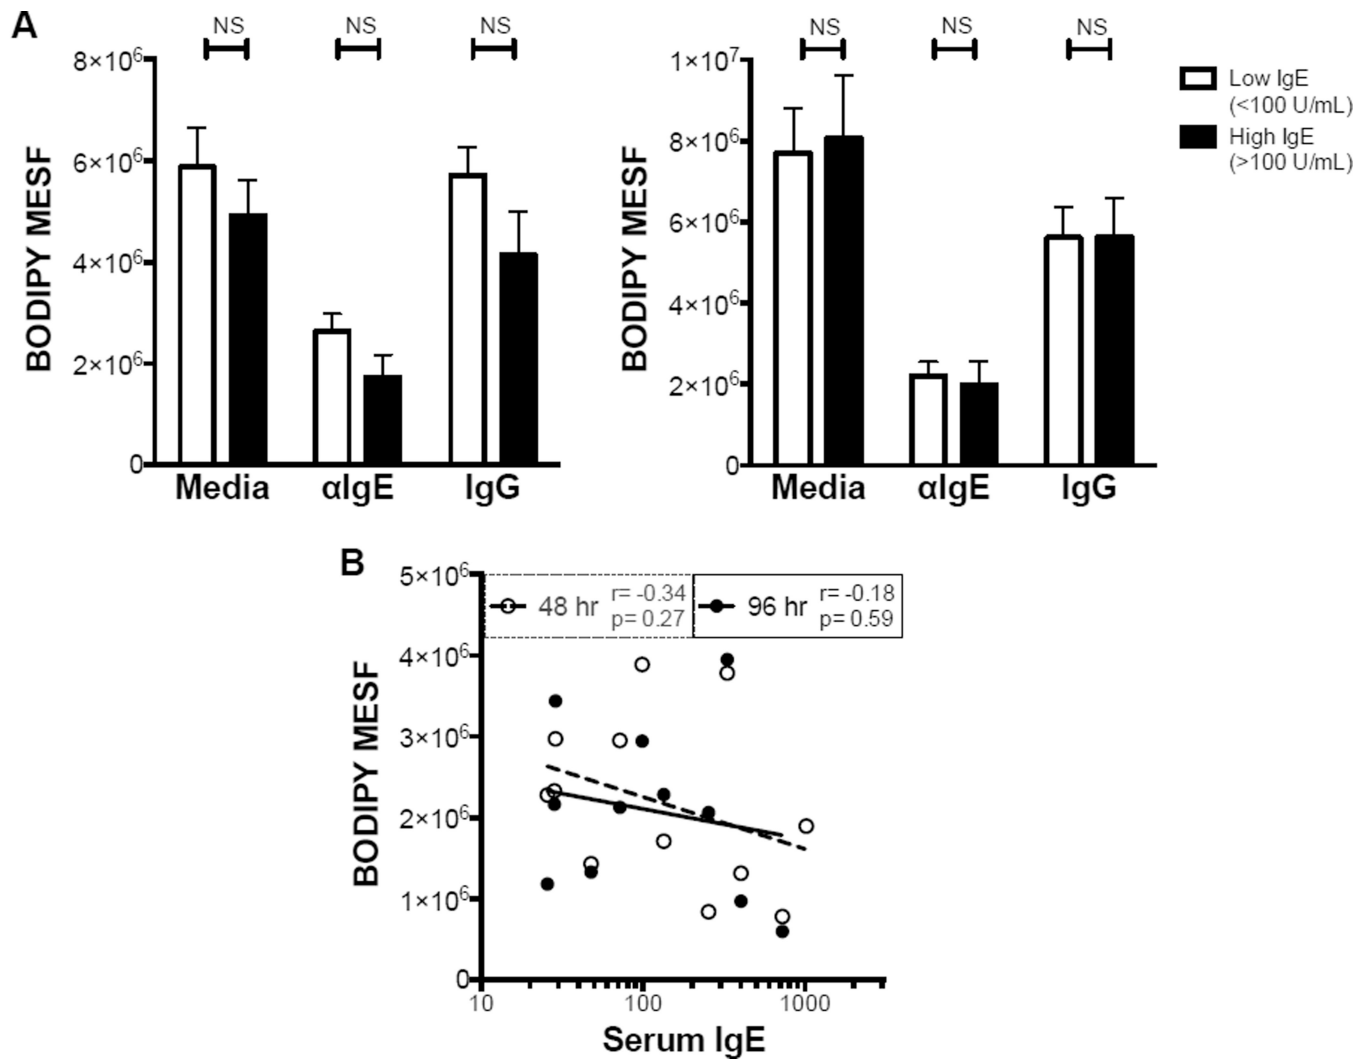 A
NS NS NS
8×10⁶
6×10⁶
4×10⁶
2×10⁶
0
BODIPY MESF
Media αIgE IgG
NS NS NS
1×10⁷
8×10⁶
6×10⁶
4×10⁶
2×10⁶
0
BODIPY MESF
Media αIgE IgG
Low IgE
(<100 U/mL)
High IgE
(>100 U/mL)
B
5×10⁶
4×10⁶
3×10⁶
2×10⁶
1×10⁶
0
BODIPY MESF
48 hr
r= -0.34
p= 0.27
96 hr
r= -0.18
p= 0.59
10 100 1000
Serum IgE